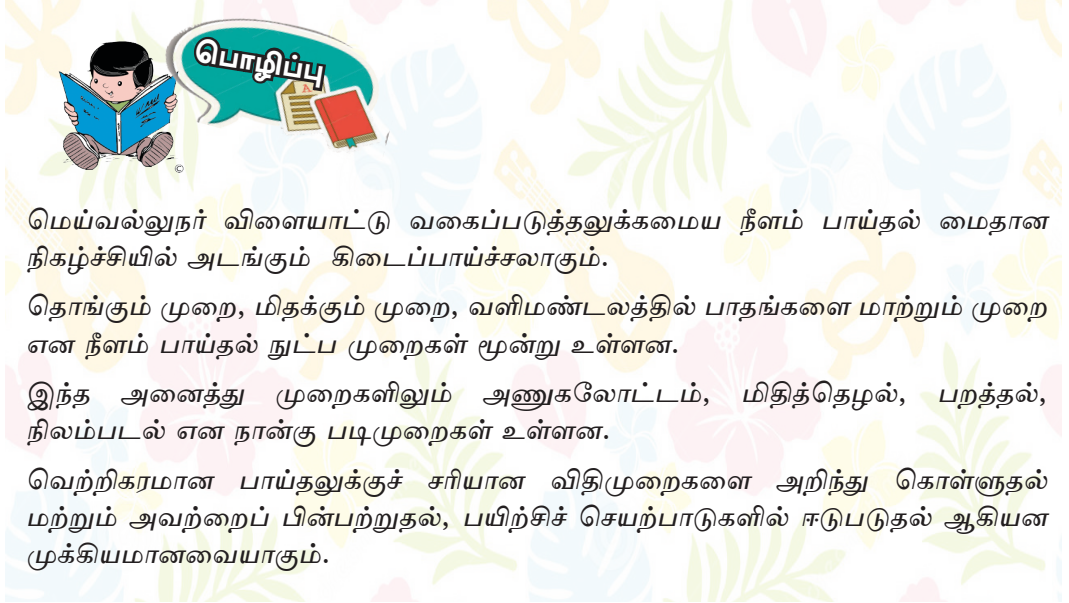 பொழிப்பு
©
மெய்வல்லுநர் விளையாட்டு வகைப்படுத்தலுக்கமைய நீளம் பாய்தல் மைதான
நிகழ்ச்சியில் அடங்கும் கிடைப்பாய்ச்சலாகும்.
தொங்கும் முறை, மிதக்கும் முறை, வளிமண்டலத்தில் பாதங்களை மாற்றும் முறை
என நீளம் பாய்தல் நுட்ப முறைகள் மூன்று உள்ளன.
இந்த அனைத்து முறைகளிலும் அணுகலோட்டம், மிதித்தெழல், பறத்தல்,
நிலம்படல் என நான்கு படிமுறைகள் உள்ளன.
வெற்றிகரமான பாய்தலுக்குச் சரியான விதிமுறைகளை அறிந்து கொள்ளுதல்
மற்றும் அவற்றைப் பின்பற்றுதல், பயிற்சிச் செயற்பாடுகளில் ஈடுபடுதல் ஆகியன
முக்கியமானவையாகும்.